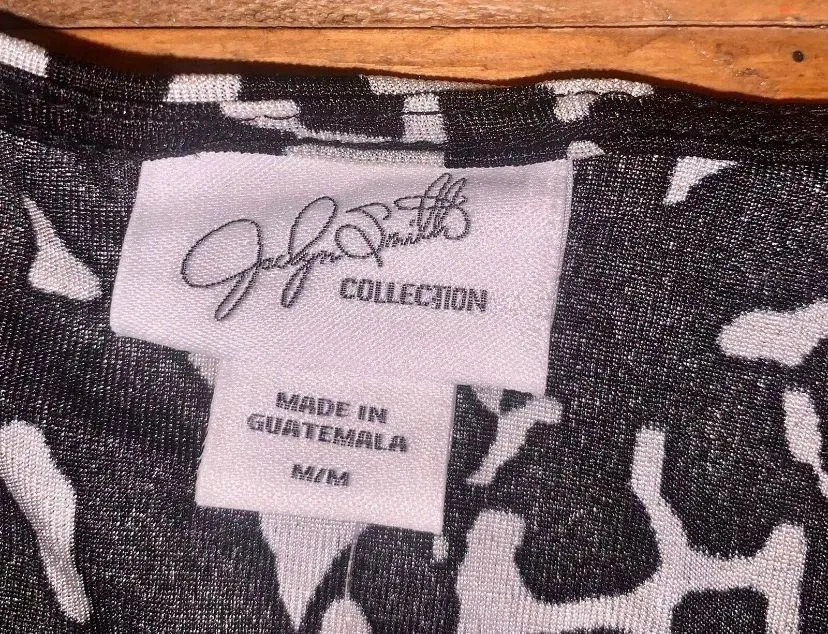 Jaclyn Smith
COLLECTION
MADE IN
GUATEMALA
M/M